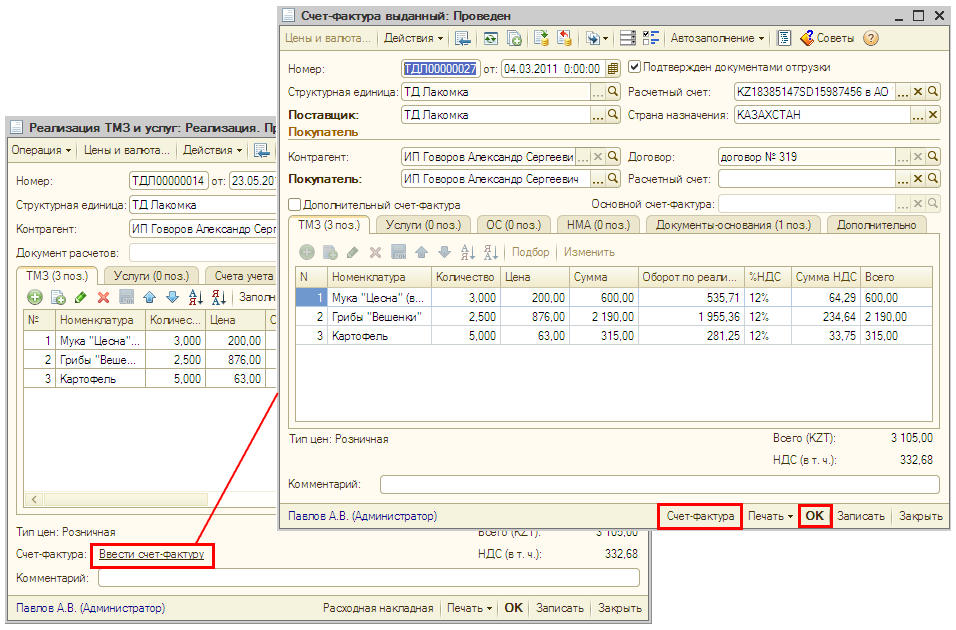 Счет-фактура выданный: Проведен
Цены и валюта... Действия Автозаполнение Советы
Номер: ТДЛ00000027 от: 04.03.2011 0:00:00 Подтвержден документами отгрузки
Структурная единица: ТД Лакомка Расчетный счет: KZ18385147SD15987456 в АО
Поставщик: ТД Лакомка Страна назначения: КАЗАХСТАН
Покупатель
Контрагент: ИП Говоров Александр Сергееви Договор: договор № 319
Покупатель: ИП Говоров Александр Сергеевич Расчетный счет:
Дополнительный счет-фактура Основной счет-фактура:
ТМЗ (3 поз.) Услуги (0 поз.) ОС (0 поз.) НМА (0 поз.) Документы-основания (1 поз.) Дополнительно
Подбор Изменить
N Номенклатура Количество Цена Сумма Оборот по реали... %НДС Сумма НДС Всего
1 Мука "Цесна" (в... 3,000 200,00 600,00 535,71 12% 64,29 600,00
2 Грибы "Вешенки" 2,500 876,00 2 190,00 1 955,36 12% 234,64 2 190,00
3 Картофель 5,000 63,00 315,00 281,25 12% 33,75 315,00
Тип цен: Розничная Всего (KZT): 3 105,00
НДС (в т. ч.): 332,68
Комментарий:
Павлов А.В. (Администратор) Счет-фактура Печать ОК Записать Закрыть
Реализация ТМЗ и услуг: Реализация. Пр
Операция Цены и валюта... Действия
Номер: ТДЛ00000014 от: 23.05.20
Структурная единица: ТД Лакомка
Контрагент: ИП Говоров Александр Серг
Документ расчетов:
ТМЗ (3 поз.) Услуги (0 поз.) Счета учета
Заполн
№ Номенклатура Количес... Цена С
1 Мука "Цесна"... 3,000 200,00
2 Грибы "Веше... 2,500 876,00
3 Картофель 5,000 63,00
Тип цен: Розничная Всего (KZT): 3 105,00
Счет-фактура: Ввести счет-фактуру НДС (в т. ч.): 332,68
Комментарий:
Павлов А.В. (Администратор) Расходная накладная Печать ОК Записать Закрыть